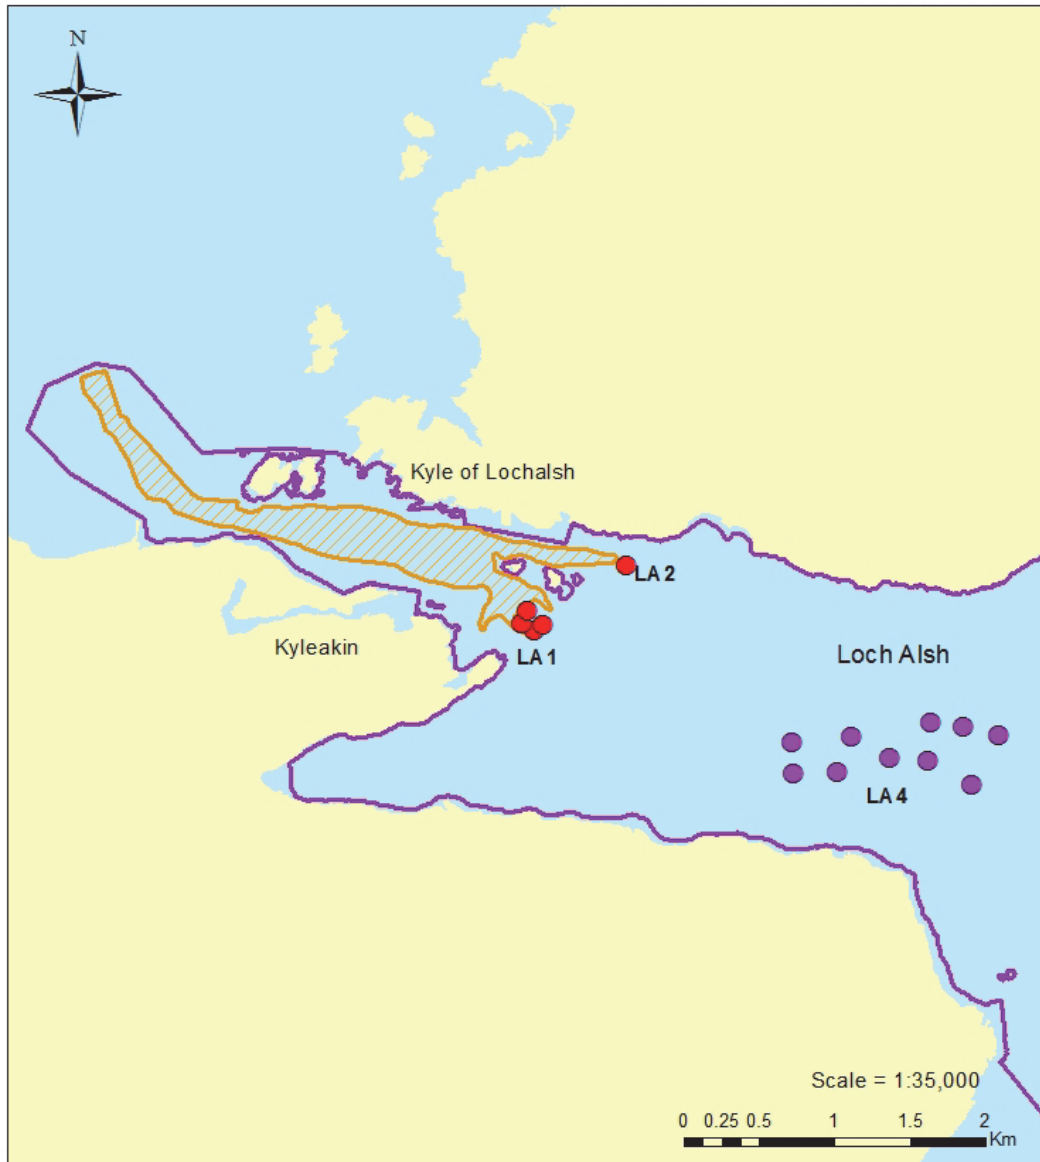 N
Kyle of Lochalsh
LA 2
Kyleakin
LA 1
Loch Alsh
LA 4
Scale = 1:35,000
0 0.25 0.5 1 1.5 2
Km